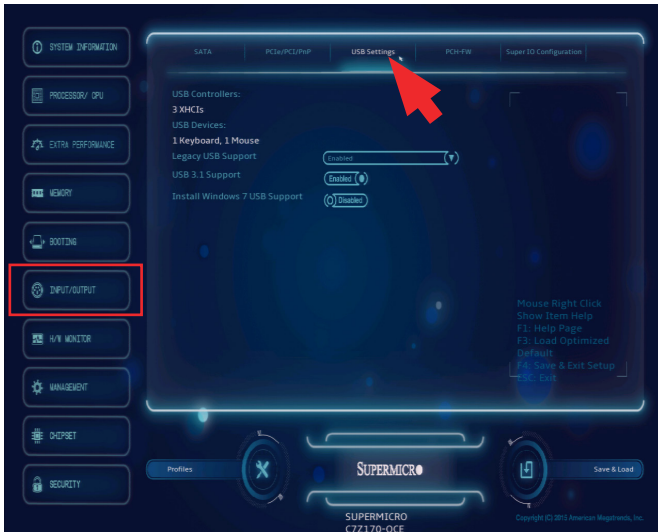 SYSTEM INFORMATION
PROCESSOR/ CPU
EXTRA PERFORMANCE
MEMORY
BOOTING
INPUT/OUTPUT
H/W MONITOR
MANAGEMENT
CHIPSET
SECURITY
SATA PCIe/PCI/PnP USB Settings PCH-FW Super IO Configuration
USB Controllers:
3 XHCIs
USB Devices:
1 Keyboard, 1 Mouse
Legacy USB Support Enabled
USB 3.1 Support Enabled
Install Windows 7 USB Support Disabled
Mouse Right Click
Show Item Help
F1: Help Page
F3: Load Optimized
Default
F4: Save & Exit Setup
ESC: Exit
Profiles
SUPERMICRO
Save & Load
SUPERMICRO
C7Z170-OCE
Copyright (C) 2015 American Megatrends, Inc.